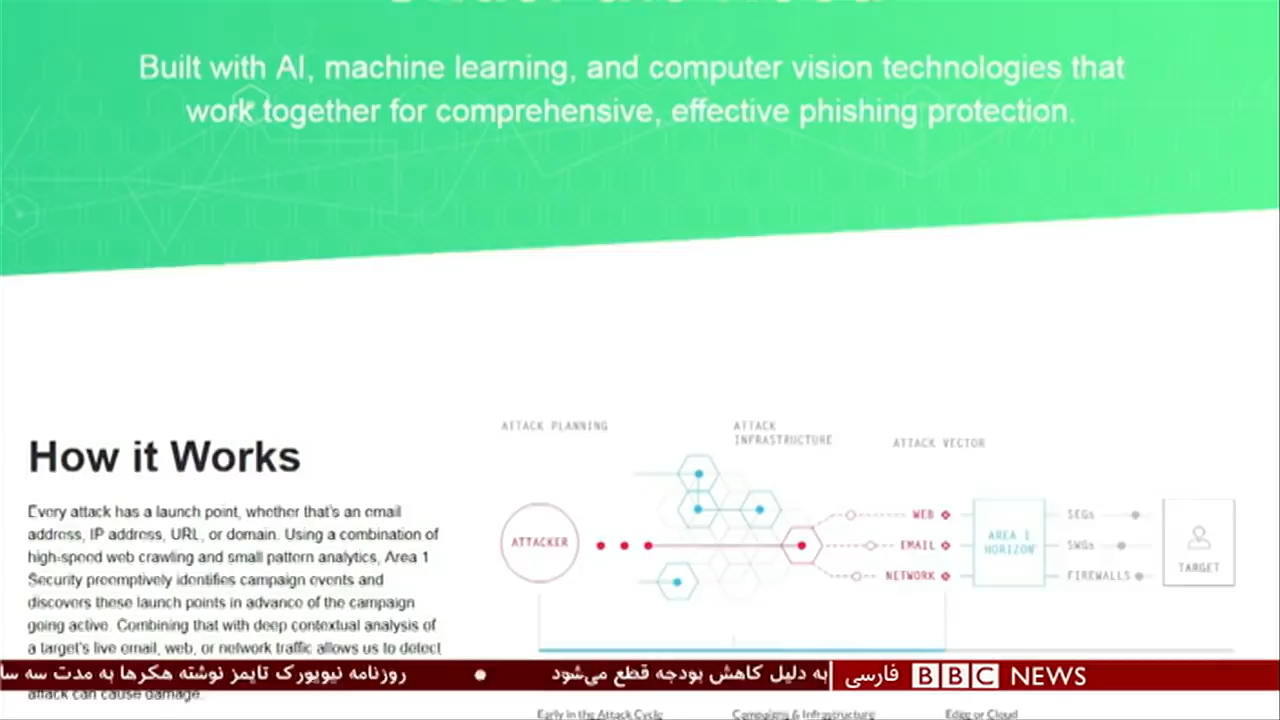 Built with AI, machine learning, and computer vision technologies that
work together for comprehensive, effective phishing protection.
How it Works
Every attack has a launch point, whether that's an email
address, IP address, URL, or domain. Using a combination of
high-speed web crawling and small pattern analytics, Area 1
Security preemptively identifies campaign events and
discovers these launch points in advance of the campaign
going active. Combining that with deep contextual analysis of
a target's live email, web, or network traffic allows us to detect
attack can cause damage.
ATTACK PLANNING
ATTACK
INFRASTRUCTURE
ATTACK VECTOR
ATTACKER
WEB
EMAIL
NETWORK
AREA 1
HORIZON
SEGs
SWGs
FIREWALLS
TARGET
Early in the Attack Cycle
Campaigns & Infrastructure
Edge or Cloud
به دلیل کاهش بودجه قطع می‌شود
روزنامه نیویورک تایمز نوشته هکرها به مدت سه
BBC NEWS فارسی